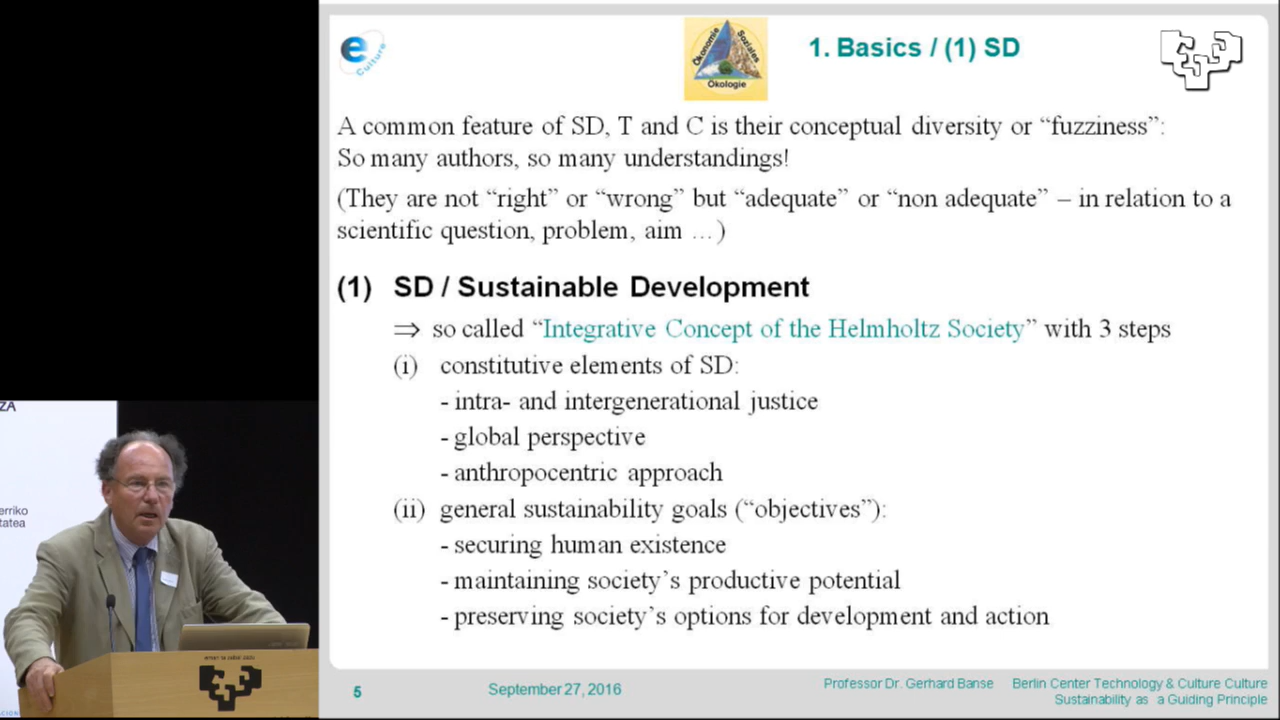 e
Culture
Ökonomie
Soziales
Ökologie
1. Basics / (1) SD
A common feature of SD, T and C is their conceptual diversity or “fuzziness”:
So many authors, so many understandings!
(They are not “right” or “wrong” but “adequate” or “non adequate” – in relation to a
scientific question, problem, aim …)
(1) SD / Sustainable Development
⇒ so called “Integrative Concept of the Helmholtz Society” with 3 steps
(i) constitutive elements of SD:
- intra- and intergenerational justice
- global perspective
- anthropocentric approach
(ii) general sustainability goals (“objectives”):
- securing human existence
- maintaining society’s productive potential
- preserving society’s options for development and action
5
September 27, 2016
Professor Dr. Gerhard Banse
Berlin Center Technology & Culture Culture
Sustainability as a Guiding Principle
ZA
erriko
tatea